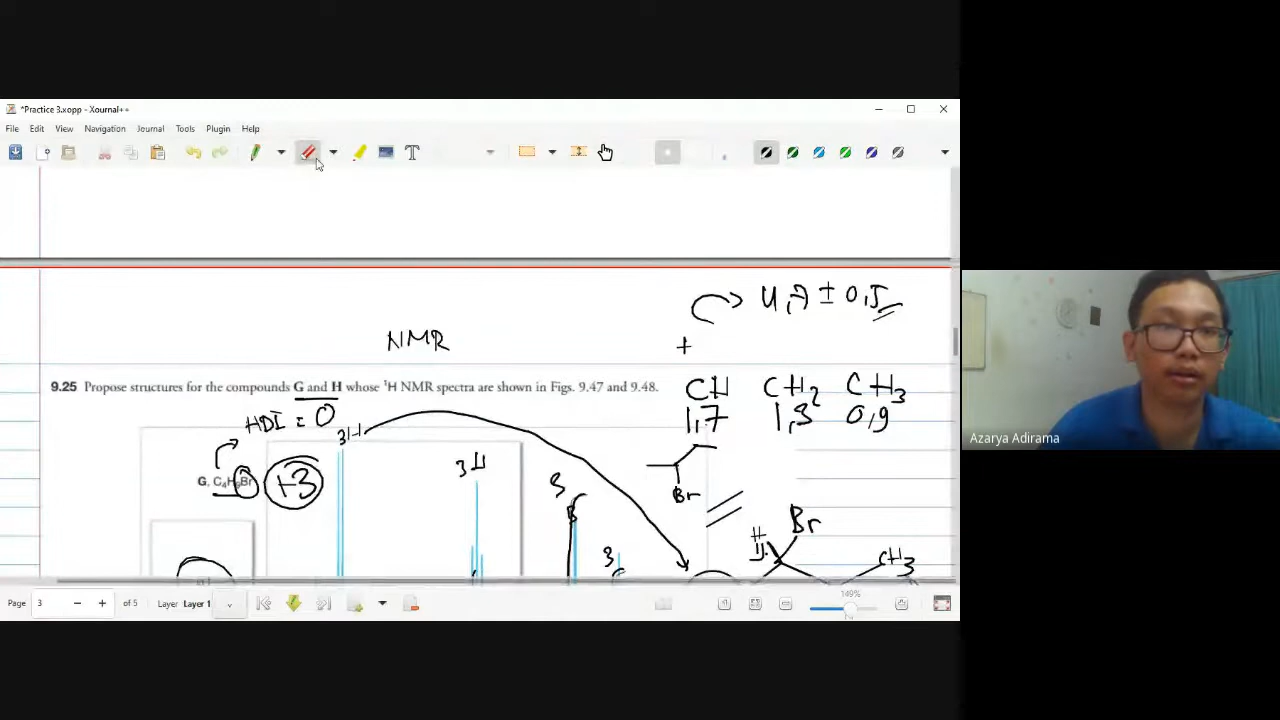 *Practice 3.xopp - Xournal++
File Edit View Navigation Journal Tools Plugin Help
4,7 ± 0,5
NMR
+
9.25 Propose structures for the compounds G and H whose ¹H NMR spectra are shown in Figs. 9.47 and 9.48.
CH CH₂ CH₃
1,7 1,3 0,9
HDI = 0
3H
3H
G, C₄H₉Br
+3
Br
Br
H
CH₃
Page 3 of 5 Layer Layer 1
149%
Azarya Adirama